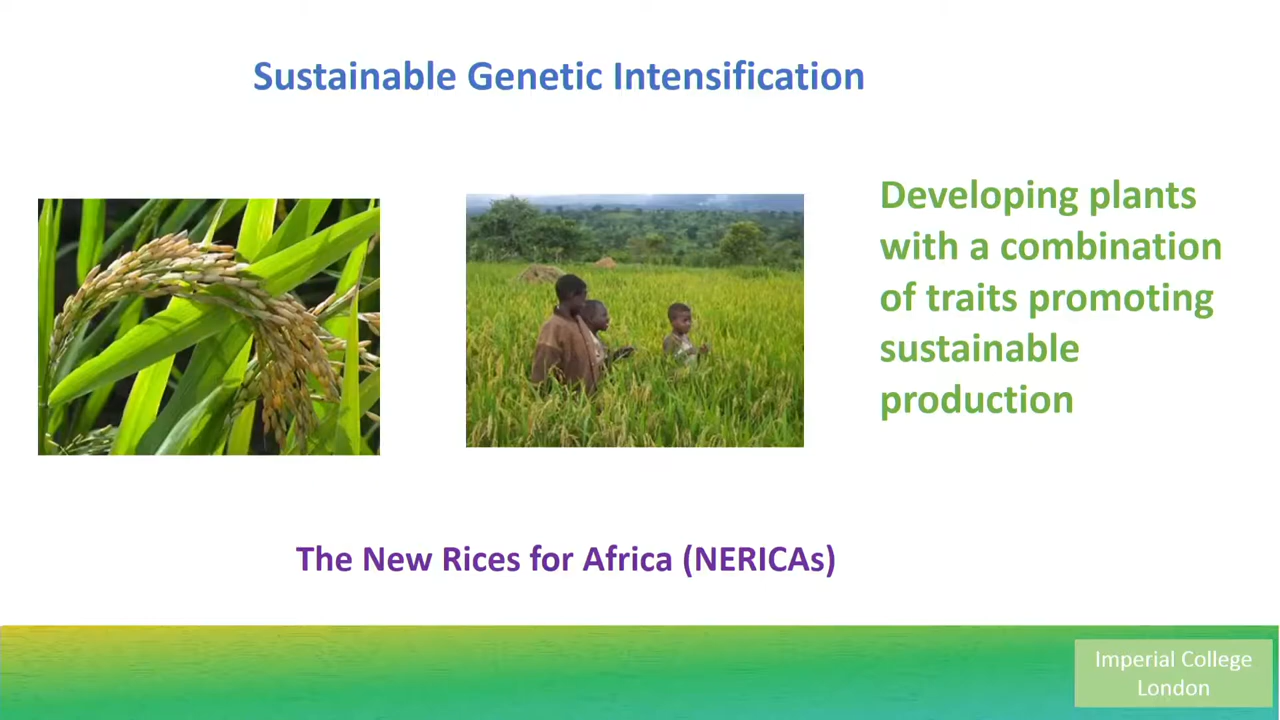 Sustainable Genetic Intensification
Developing plants
with a combination
of traits promoting
sustainable
production
The New Rices for Africa (NERICAs)
Imperial College
London